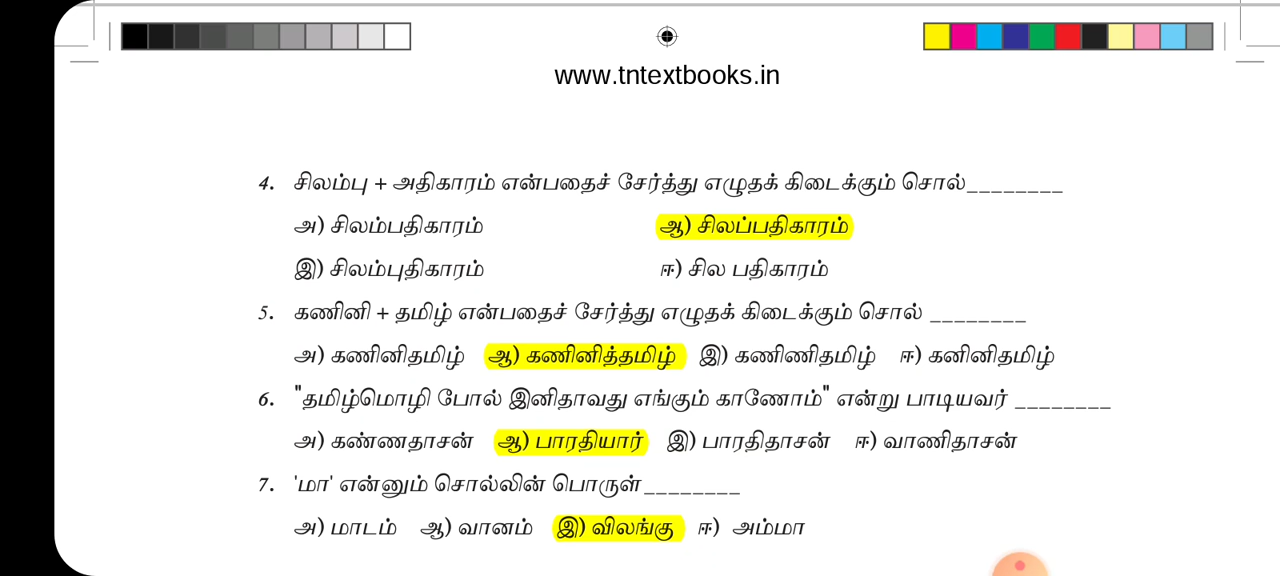 www.tntextbooks.in
4. சிலம்பு + அதிகாரம் என்பதைச் சேர்த்து எழுதக் கிடைக்கும் சொல்________
அ) சிலம்பதிகாரம் ஆ) சிலப்பதிகாரம்
இ) சிலம்புதிகாரம் ஈ) சில பதிகாரம்
5. கணினி + தமிழ் என்பதைச் சேர்த்து எழுதக் கிடைக்கும் சொல் ________
அ) கணினிதமிழ் ஆ) கணினித்தமிழ் இ) கணிணிதமிழ் ஈ) கனினிதமிழ்
6. "தமிழ்மொழி போல் இனிதாவது எங்கும் காணோம்" என்று பாடியவர் ________
அ) கண்ணதாசன் ஆ) பாரதியார் இ) பாரதிதாசன் ஈ) வாணிதாசன்
7. 'மா' என்னும் சொல்லின் பொருள்________
அ) மாடம் ஆ) வானம் இ) விலங்கு ஈ) அம்மா